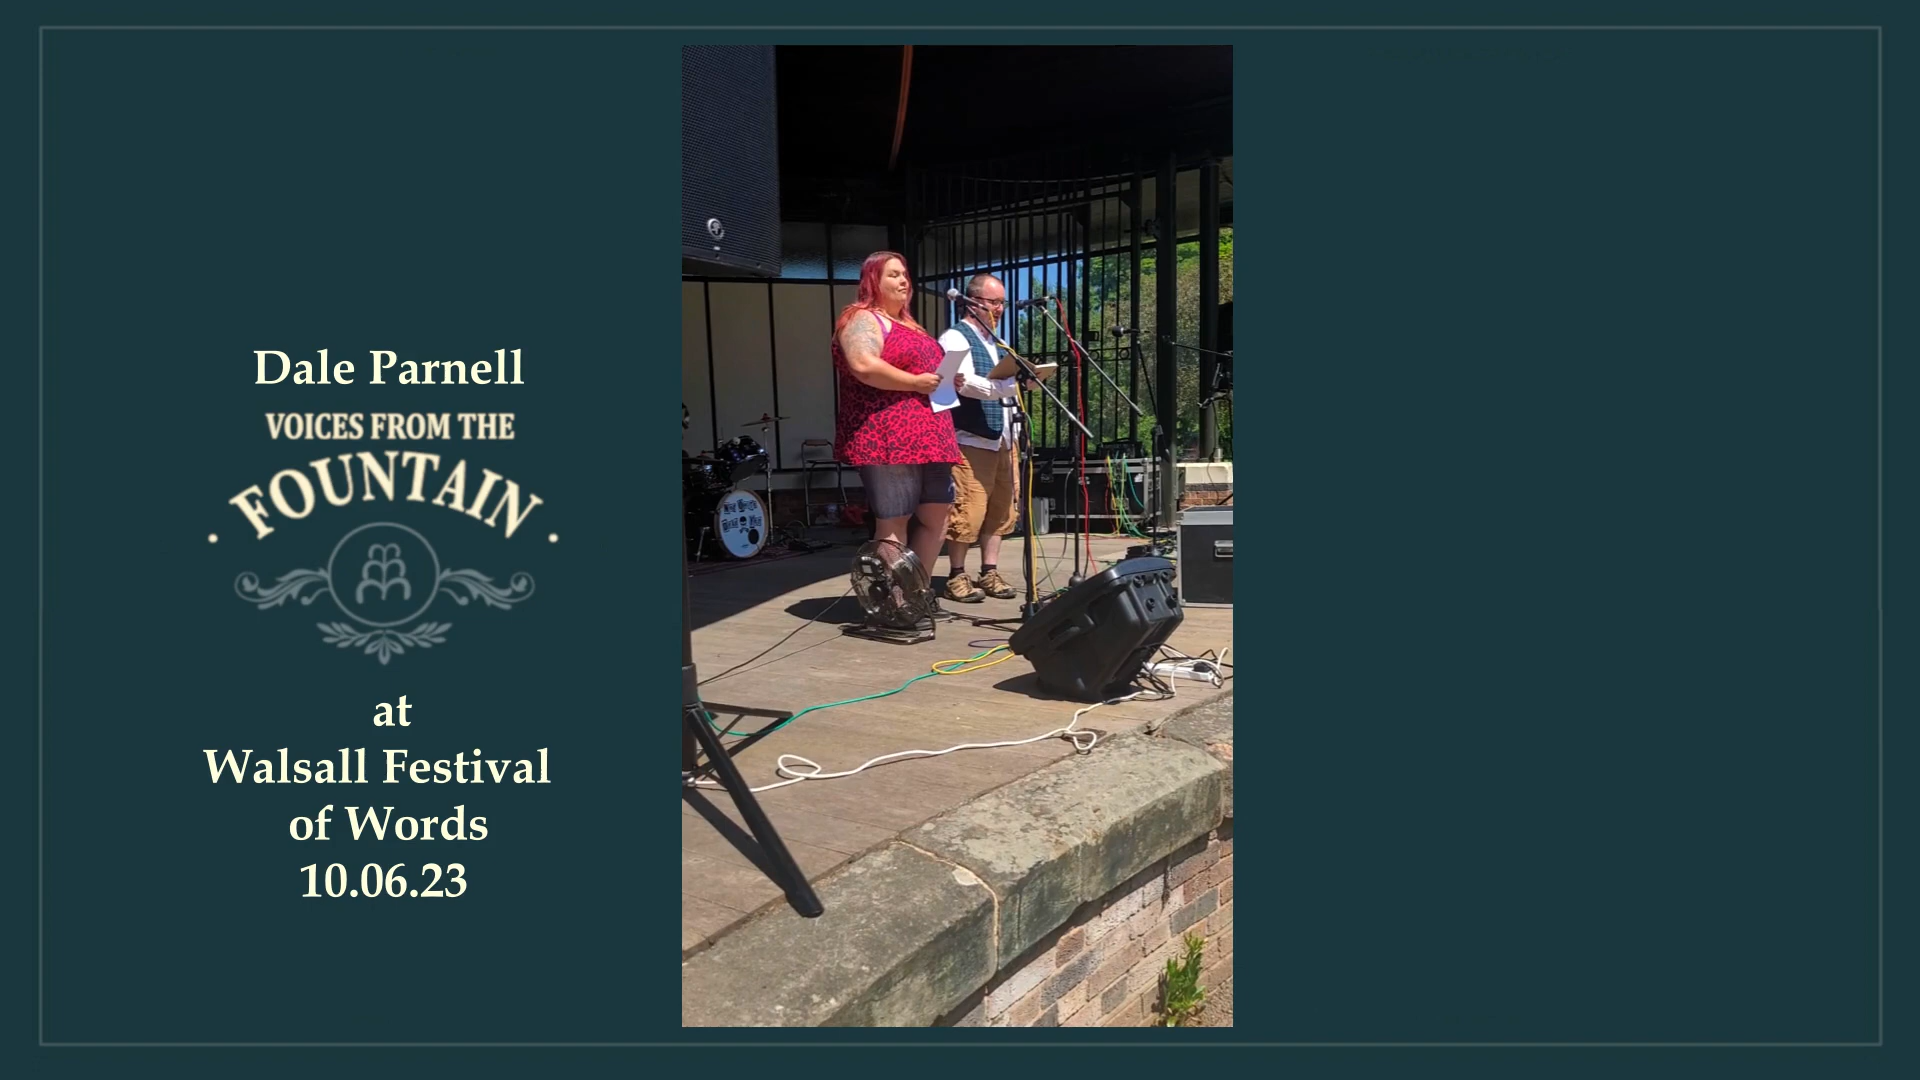 Dale Parnell
VOICES FROM THE
· FOUNTAIN ·
at
Walsall Festival
of Words
10.06.23